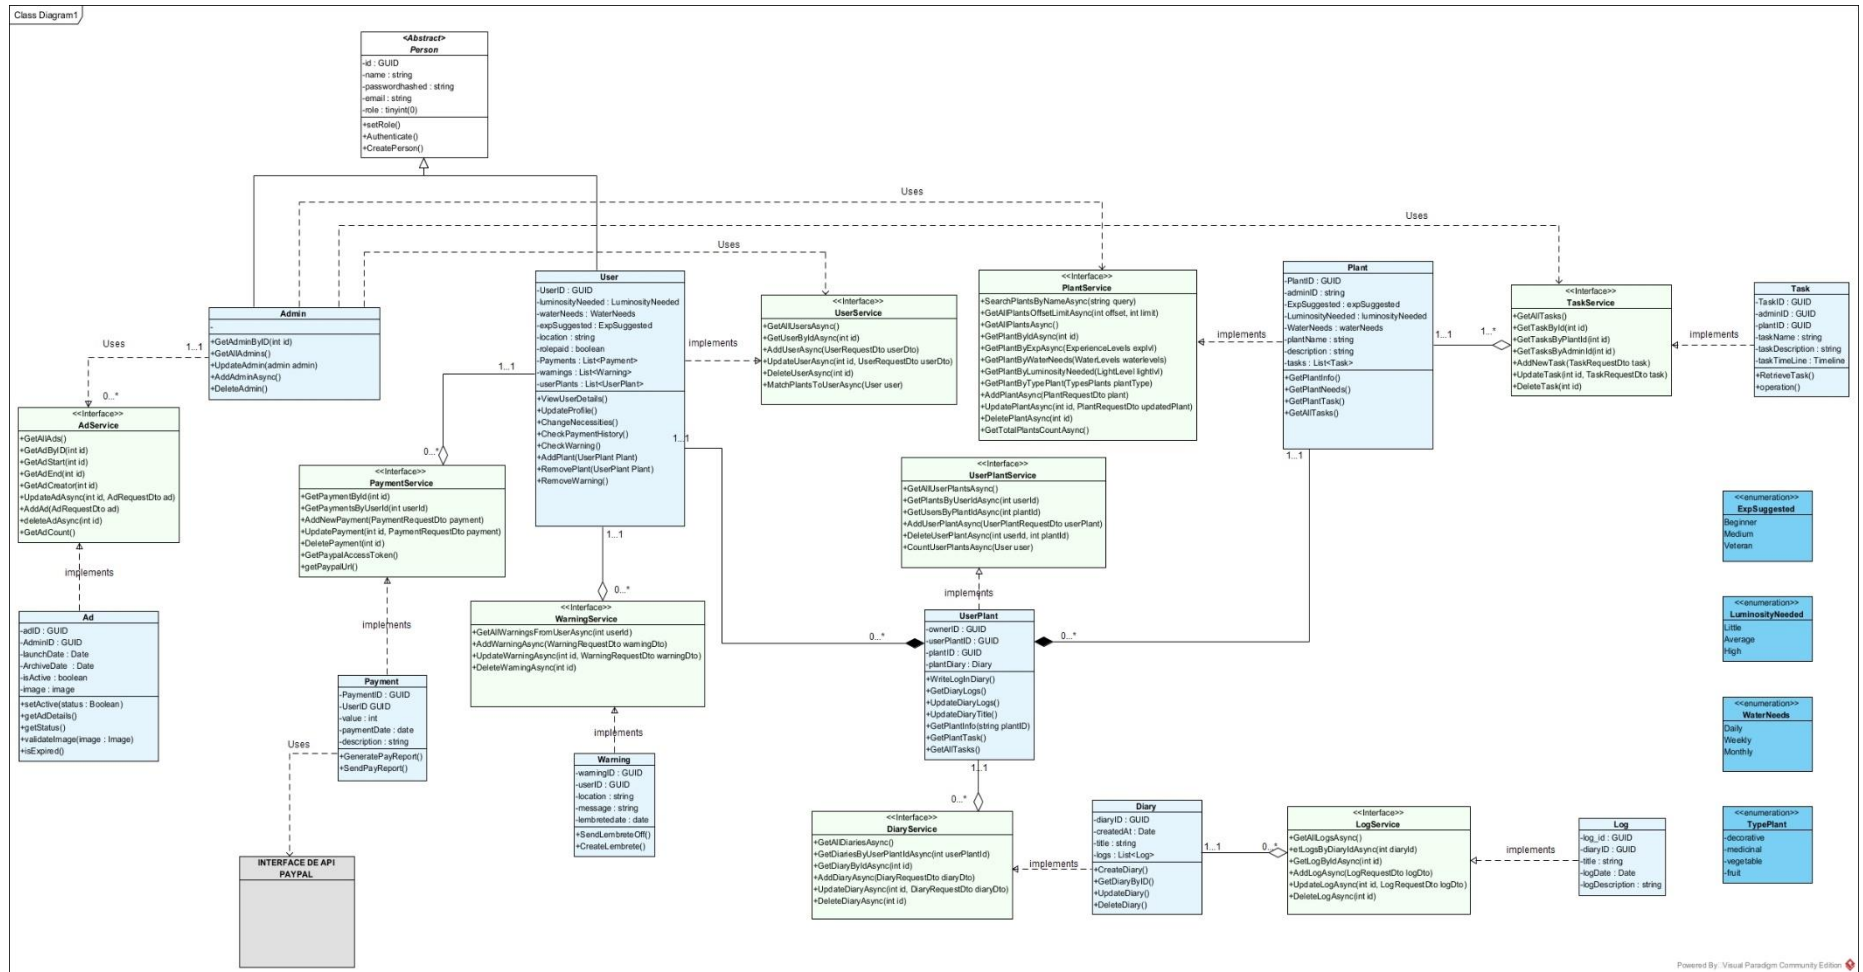 Class Diagram1
<Abstract>
Person
-id : GUID
-name : string
-passwordhashed : string
-email : string
-role : tinyint(0)
+setRole()
+Authenticate()
+CreatePerson()
Uses
Uses
Uses
Admin
-
+GetAdminByID(int id)
+GetAllAdmins()
+UpdateAdmin(admin admin)
+AddAdminAsync()
+DeleteAdmin()
Uses
1...1
0...*
<<Interface>>
AdService
+GetAllAds()
+GetAdByID(int id)
+GetAdStart(int id)
+GetAdEnd(int id)
+GetAdCreator(int id)
+UpdateAdAsync(int id, AdRequestDto ad)
+AddAd(AdRequestDto ad)
+deleteAdAsync(int id)
+GetAdCount()
implements
Ad
-adID : GUID
-AdminID : GUID
-launchDate : Date
-ArchiveDate : Date
-isActive : boolean
-image : image
+setActive(status : Boolean)
+getAdDetails()
+getStatus()
+validateImage(image : Image)
+isExpired()
User
-UserID : GUID
-luminosityNeeded : LuminosityNeeded
-waterNeeds : WaterNeeds
-expSuggested : ExpSuggested
-location : string
-rolepaid : boolean
-Payments : List<Payment>
-warnings : List<Warning>
-userPlants : List<UserPlant>
+ViewUserDetails()
+UpdateProfile()
+ChangeNecessities()
+CheckPaymentHistory()
+CheckWarning()
+AddPlant(UserPlant Plant)
+RemovePlant(UserPlant Plant)
+RemoveWarning()
implements
<<Interface>>
UserService
+GetAllUsersAsync()
+GetUserById(int id)
+AddUserAsync(UserRequestDto userDto)
+UpdateUserAsync(int id, UserRequestDto userDto)
+DeleteUserAsync(int id)
+MatchPlantsToUserAsync(User user)
1...1
0...*
<<Interface>>
PaymentService
+GetPaymentById(int id)
+GetPaymentsByUserId(int userId)
+AddNewPayment(PaymentRequestDto payment)
+UpdatePayment(int id, PaymentRequestDto payment)
+DeletePayment(int id)
+GetPaypalAccessToken()
+getPaypalUrl()
implements
Payment
-PaymentID : GUID
-UserID GUID
-value : int
-paymentDate : date
-description : string
+GeneratePayReport()
+SendPayReport()
Uses
INTERFACE DE API
PAYPAL
1...1
0...*
<<Interface>>
WarningService
+GetAllWarningsFromUserAsync(int userId)
+AddWarningAsync(WarningRequestDto warningDto)
+UpdateWarningAsync(int id, WarningRequestDto warningDto)
+DeleteWarningAsync(int id)
implements
Warning
-warningID : GUID
-userID : GUID
-location : string
-message : string
-lembretedate : date
+SendLembreteOff()
+CreateLembrete()
<<Interface>>
PlantService
+SearchPlantsByNameAsync(string query)
+GetAllPlantsOffsetLimitAsync(int offset, int limit)
+GetAllPlantsAsync()
+GetPlantByIdAsync(int id)
+GetPlantByExpAsync(ExperienceLevels explvl)
+GetPlantByWaterNeeds(WaterLevels waterlevels)
+GetPlantByLuminosityNeeded(LightLevel lightlvl)
+GetPlantByTypePlant(TypesPlants plantType)
+AddPlantAsync(PlantRequestDto plant)
+UpdatePlantAsync(int id, PlantRequestDto updatedPlant)
+DeletePlantAsync(int id)
+GetTotalPlantsCountAsync()
implements
Plant
-PlantID : GUID
-adminID : string
-ExpSuggested : expSuggested
-LuminosityNeeded : luminosityNeeded
-WaterNeeds : waterNeeds
-plantName : string
-description : string
-tasks : List<Task>
+GetPlantInfo()
+GetPlantNeeds()
+GetPlantTask()
+GetAllTasks()
1...1
1...*
<<Interface>>
TaskService
+GetAllTasks()
+GetTaskById(int id)
+GetTasksByPlantId(int id)
+GetTasksByAdminId(int id)
+AddNewTask(TaskRequestDto task)
+UpdateTask(int id, TaskRequestDto task)
+DeleteTask(int id)
implements
Task
-TaskID : GUID
-adminID : GUID
-plantID : GUID
-taskName : string
-taskDescription : string
-taskTimeLine : Timeline
+RetrieveTask()
+operation()
<<Interface>>
UserPlantService
+GetAllUserPlantsAsync()
+GetPlantsByUserIdAsync(int userId)
+GetUsersByPlantIdAsync(int plantId)
+AddUserPlantAsync(UserPlantRequestDto userPlant)
+DeleteUserPlantAsync(int userId, int plantId)
+CountUserPlantsAsync(User user)
implements
1...1
0...*
1...1
0...*
UserPlant
-ownerID : GUID
-userPlantID : GUID
-plantID : GUID
-plantDiary : Diary
+WriteLogInDiary()
+GetDiaryLogs()
+UpdateDiaryLogs()
+UpdateDiaryTitle()
+GetPlantInfo(string plantID)
+GetPlantTask()
+GetAllTasks()
1...1
0...*
<<Interface>>
DiaryService
+GetAllDiariesAsync()
+GetDiariesByUserPlantIdAsync(int userPlantId)
+GetDiaryByIdAsync(int id)
+AddDiaryAsync(DiaryRequestDto diaryDto)
+UpdateDiaryAsync(int id, DiaryRequestDto diaryDto)
+DeleteDiaryAsync(int id)
implements
Diary
-diaryID : GUID
-createdAt : Date
-title : string
-logs : List<Log>
+CreateDiary()
+GetDiaryByID()
+UpdateDiary()
+DeleteDiary()
1...1
0...*
<<Interface>>
LogService
+GetAllLogsAsync()
+etLogsByDiaryIdAsync(int diaryId)
+GetLogByIdAsync(int id)
+AddLogAsync(LogRequestDto logDto)
+UpdateLogAsync(int id, LogRequestDto logDto)
+DeleteLogAsync(int id)
implements
Log
-log_id : GUID
-diaryID : GUID
-title : string
-logDate : Date
-logDescription : string
<<enumeration>>
ExpSuggested
Beginner
Medium
Veteran
<<enumeration>>
LuminosityNeeded
Little
Average
High
<<enumeration>>
WaterNeeds
Daily
Weekly
Monthly
<<enumeration>>
TypePlant
-decorative
-medicinal
-vegetable
-fruit
Powered By: Visual Paradigm Community Edition